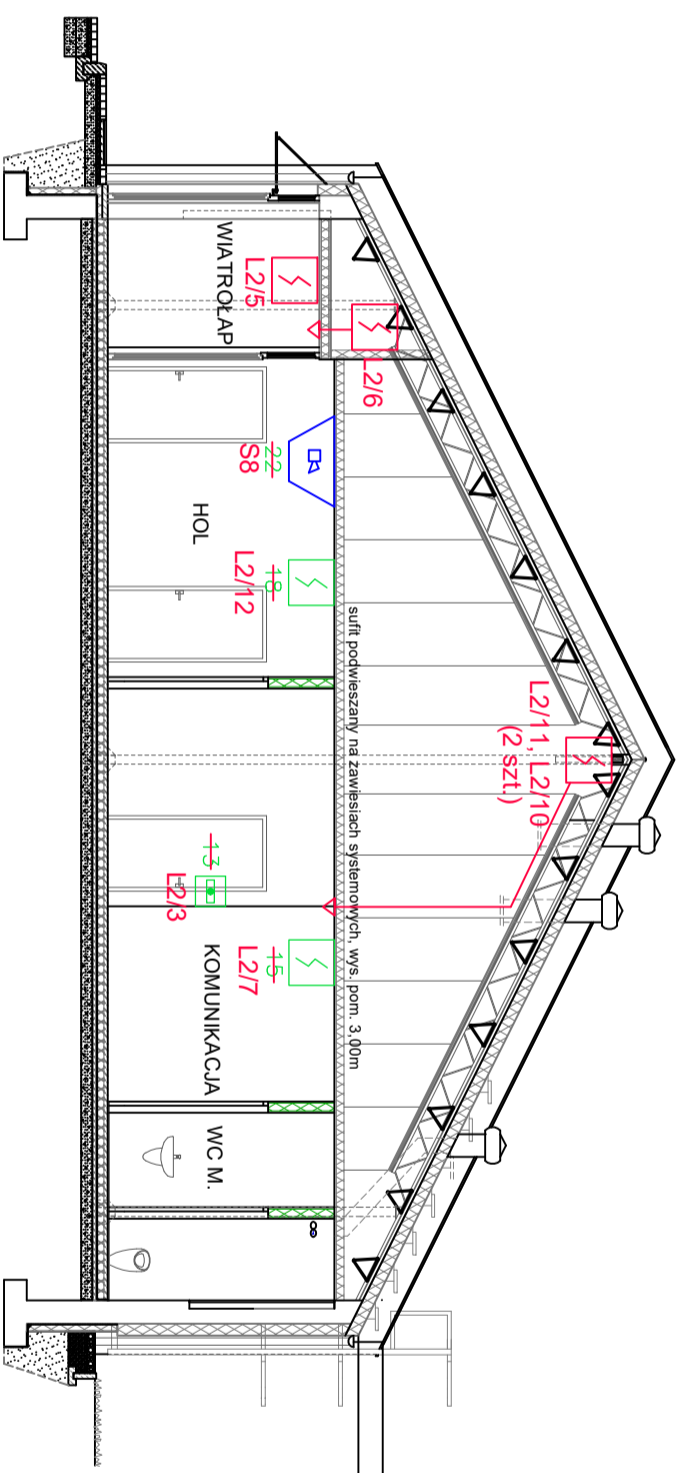 WIATROŁAP
L2/5
L2/6
22
S8
HOL
18
L2/12
sufit podwieszany na zawiesiach systemowych, wys. pom. 3,00m
L2/11, L2/10
(2 szt.)
13
L2/3
15
L2/7
KOMUNIKACJA
WC M.